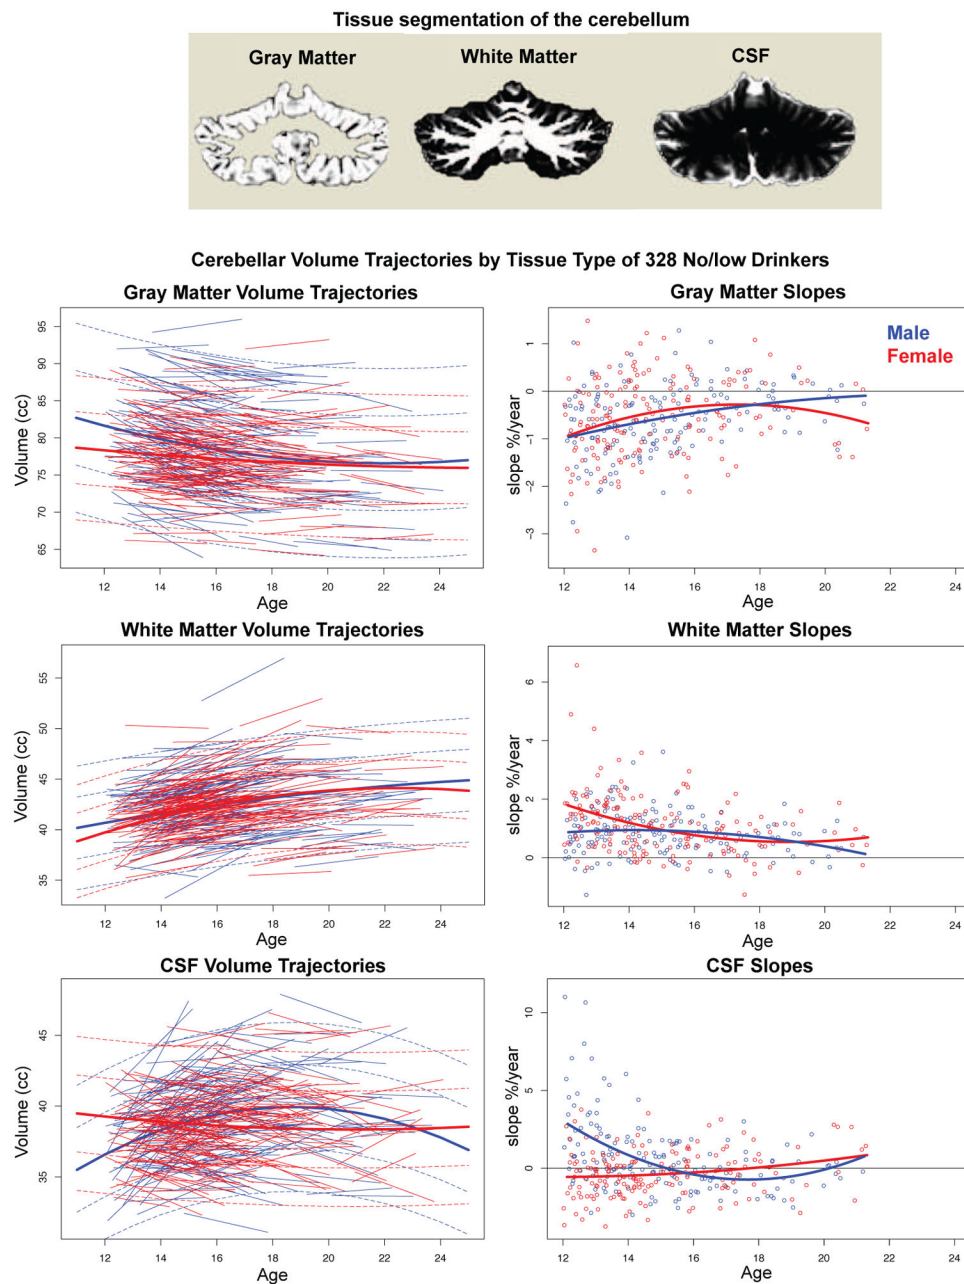 Tissue segmentation of the cerebellum
Gray Matter White Matter CSF
Cerebellar Volume Trajectories by Tissue Type of 328 No/low Drinkers
Gray Matter Volume Trajectories
Volume (cc)
95
90
85
80
75
70
65
12 14 16 18 20 22 24
Age
Gray Matter Slopes
Male
Female
slope %/year
1
0
-1
-2
-3
12 14 16 18 20 22 24
Age
White Matter Volume Trajectories
Volume (cc)
55
50
45
40
35
12 14 16 18 20 22 24
Age
White Matter Slopes
slope %/year
6
4
2
0
12 14 16 18 20 22 24
Age
CSF Volume Trajectories
Volume (cc)
45
40
35
12 14 16 18 20 22 24
Age
CSF Slopes
slope %/year
10
5
0
12 14 16 18 20 22 24
Age